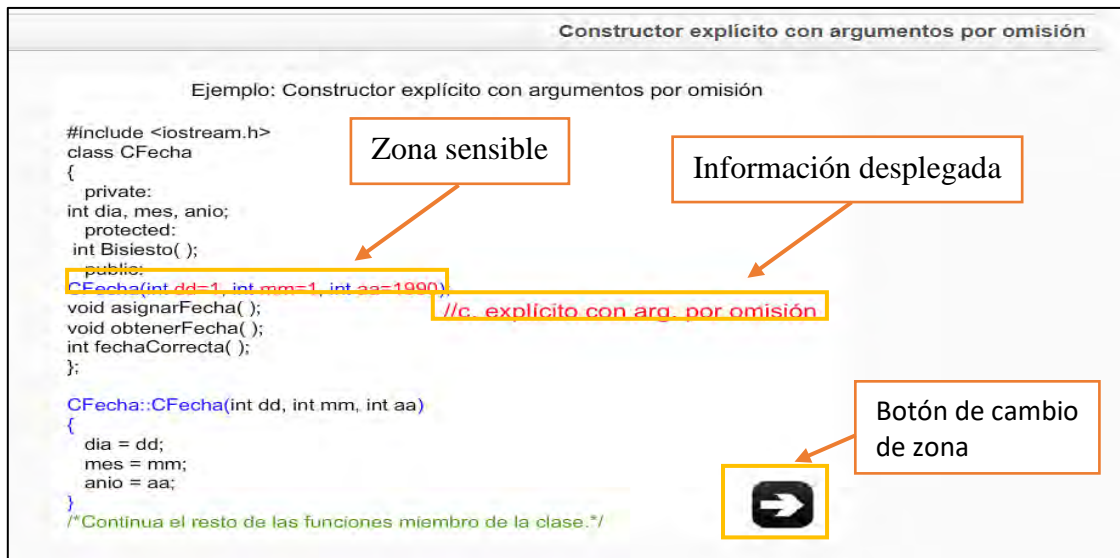 Constructor explícito con argumentos por omisión
Ejemplo: Constructor explícito con argumentos por omisión
#include <iostream.h>
class CFecha
{
private:
int dia, mes, anio;
protected:
int Bisiesto( );
public:
CFecha(int dd=1, int mm=1, int aa=1990);
//c. explícito con arg. por omisión
void asignarFecha( );
void obtenerFecha( );
int fechaCorrecta( );
};
CFecha::CFecha(int dd, int mm, int aa)
{
dia = dd;
mes = mm;
anio = aa;
}
/*Continua el resto de las funciones miembro de la clase.*/
Zona sensible
Información desplegada
Botón de cambio
de zona